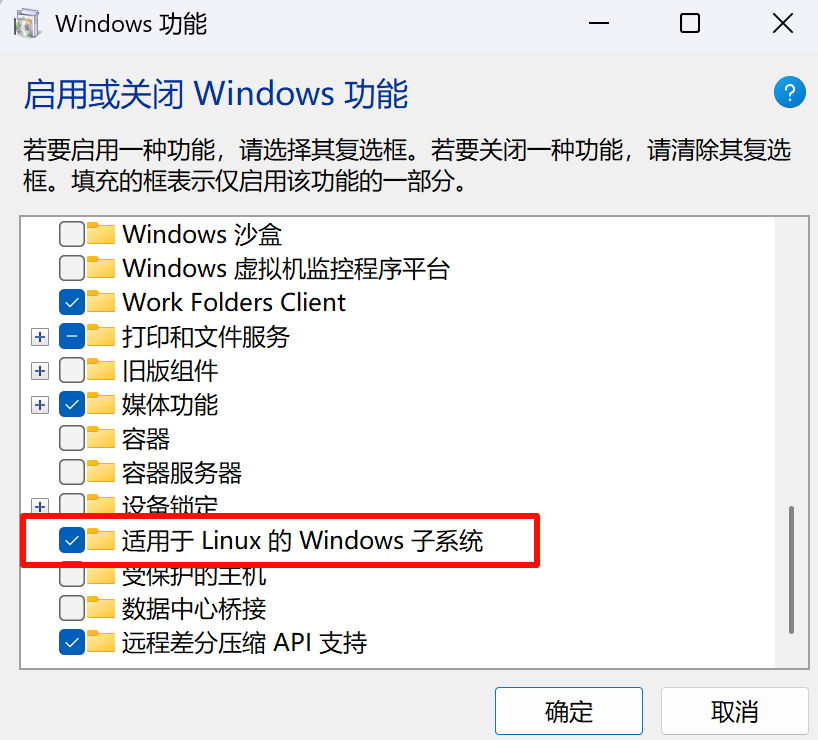 Windows 功能
启用或关闭 Windows 功能
?
若要启用一种功能，请选择其复选框。若要关闭一种功能，请清除其复选
框。填充的框表示仅启用该功能的一部分。
Windows 沙盒
Windows 虚拟机监控程序平台
Work Folders Client
打印和文件服务
旧版组件
媒体功能
容器
容器服务器
设备锁定
适用于 Linux 的 Windows 子系统
受保护的主机
数据中心桥接
远程差分压缩 API 支持
确定
取消